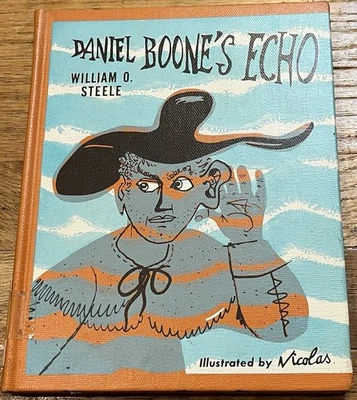 DANIEL BOONE'S ECHO
WILLIAM O.
STEELE
Illustrated by Nicolas